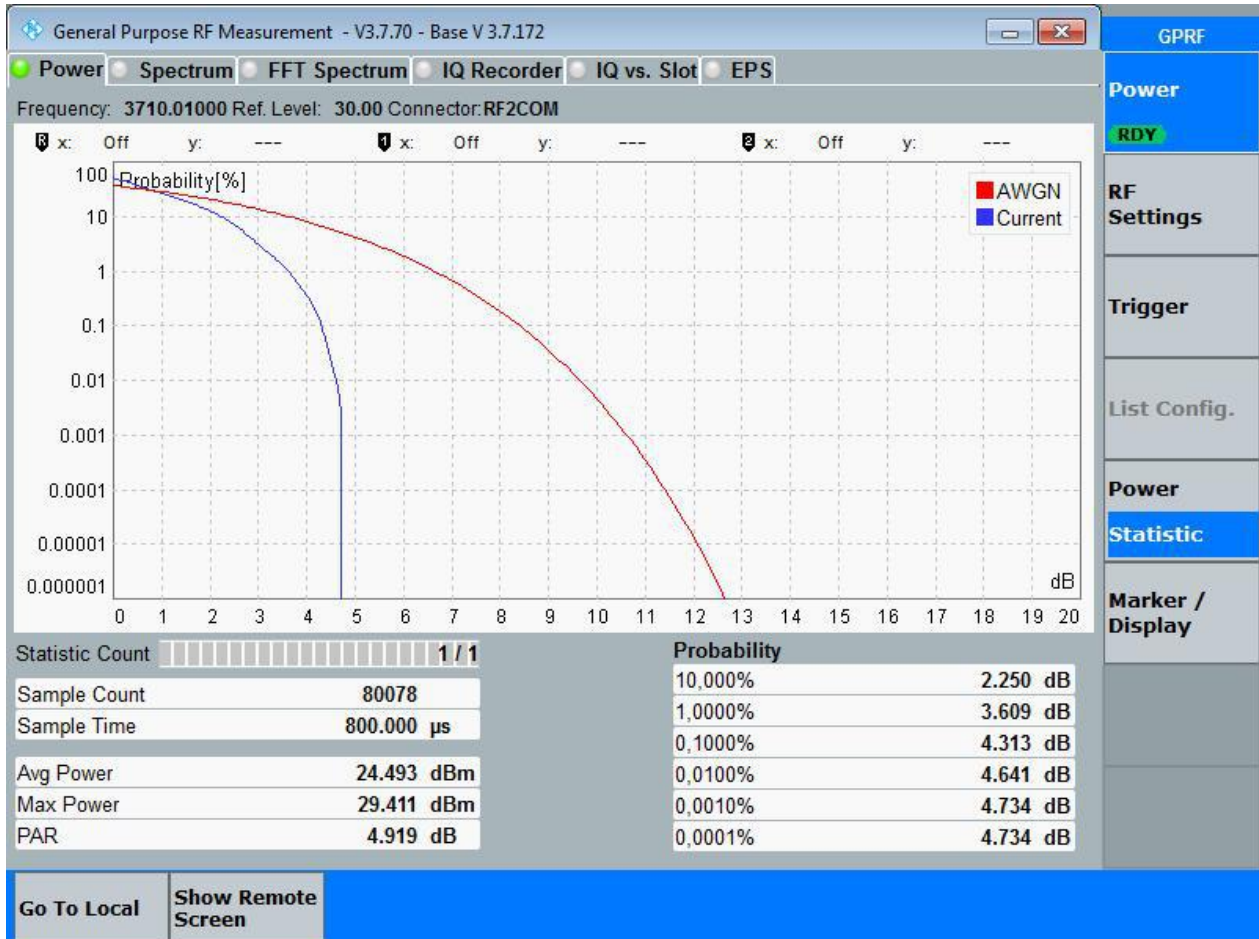 General Purpose RF Measurement - V3.7.70 - Base V 3.7.172
GPRF
Power Spectrum FFT Spectrum IQ Recorder IQ vs. Slot EPS
Frequency: 3710.01000 Ref. Level: 30.00 Connector:RF2COM
R x: Off y: --- 1 x: Off y: --- 2 x: Off y: ---
Probability[%]
100
10
1
0.1
0.01
0.001
0.0001
0.00001
0.000001
AWGN
Current
dB
0 1 2 3 4 5 6 7 8 9 10 11 12 13 14 15 16 17 18 19 20
Statistic Count 1 / 1
Sample Count 80078
Sample Time 800.000 µs
Avg Power 24.493 dBm
Max Power 29.411 dBm
PAR 4.919 dB
Probability
10,000% 2.250 dB
1,0000% 3.609 dB
0,1000% 4.313 dB
0,0100% 4.641 dB
0,0010% 4.734 dB
0,0001% 4.734 dB
Power
RDY
RF
Settings
Trigger
List Config.
Power
Statistic
Marker /
Display
Go To Local
Show Remote
Screen